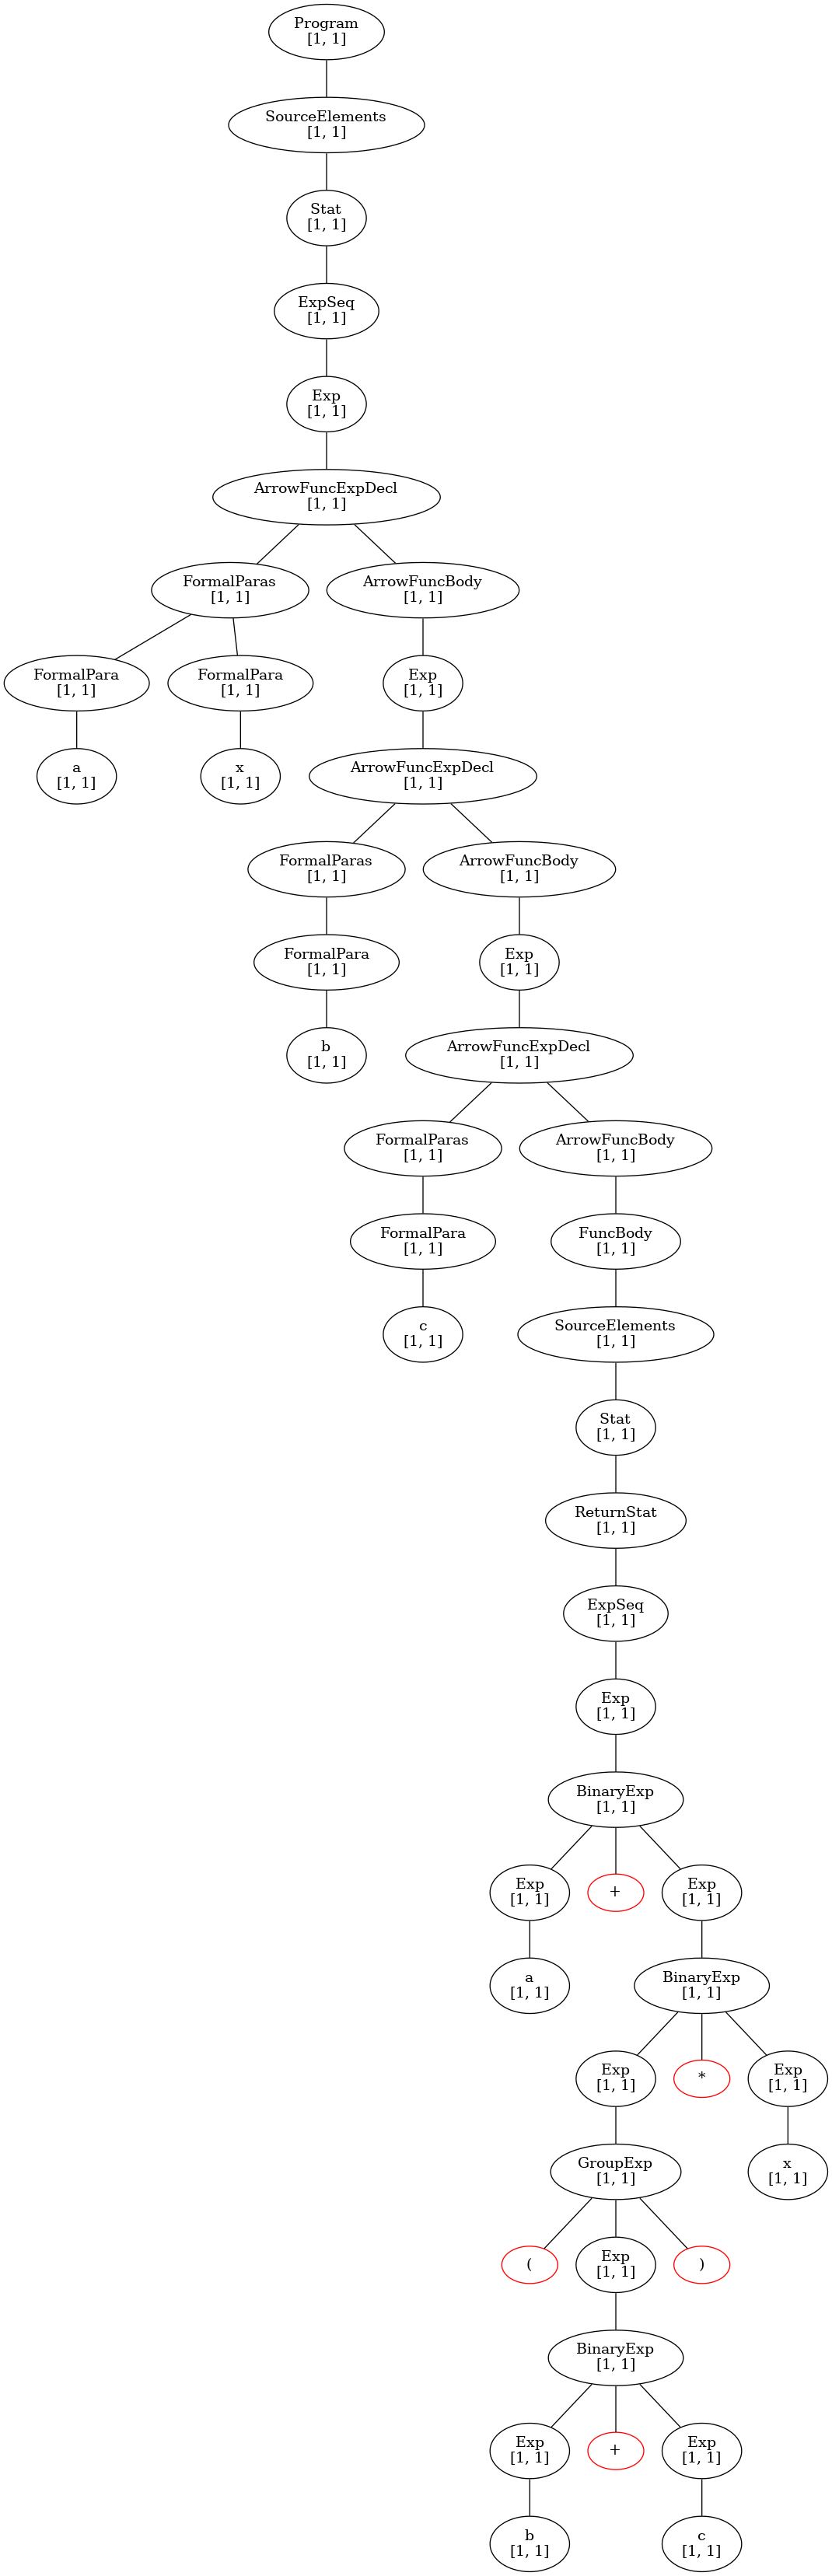 Program
[1, 1]
SourceElements
[1, 1]
Stat
[1, 1]
ExpSeq
[1, 1]
Exp
[1, 1]
ArrowFuncExpDecl
[1, 1]
FormalParas
[1, 1]
ArrowFuncBody
[1, 1]
FormalPara
[1, 1]
FormalPara
[1, 1]
Exp
[1, 1]
a
[1, 1]
x
[1, 1]
ArrowFuncExpDecl
[1, 1]
FormalParas
[1, 1]
ArrowFuncBody
[1, 1]
FormalPara
[1, 1]
Exp
[1, 1]
b
[1, 1]
ArrowFuncExpDecl
[1, 1]
FormalParas
[1, 1]
ArrowFuncBody
[1, 1]
FormalPara
[1, 1]
FuncBody
[1, 1]
c
[1, 1]
SourceElements
[1, 1]
Stat
[1, 1]
ReturnStat
[1, 1]
ExpSeq
[1, 1]
Exp
[1, 1]
BinaryExp
[1, 1]
Exp
[1, 1]
+
Exp
[1, 1]
a
[1, 1]
BinaryExp
[1, 1]
Exp
[1, 1]
*
Exp
[1, 1]
GroupExp
[1, 1]
x
[1, 1]
(
Exp
[1, 1]
)
BinaryExp
[1, 1]
Exp
[1, 1]
+
Exp
[1, 1]
b
[1, 1]
c
[1, 1]